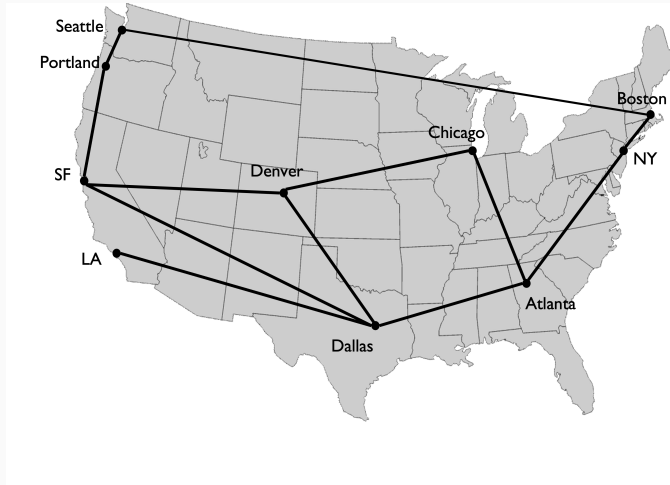 Seattle
Portland
Boston
Chicago
NY
Denver
SF
LA
Atlanta
Dallas